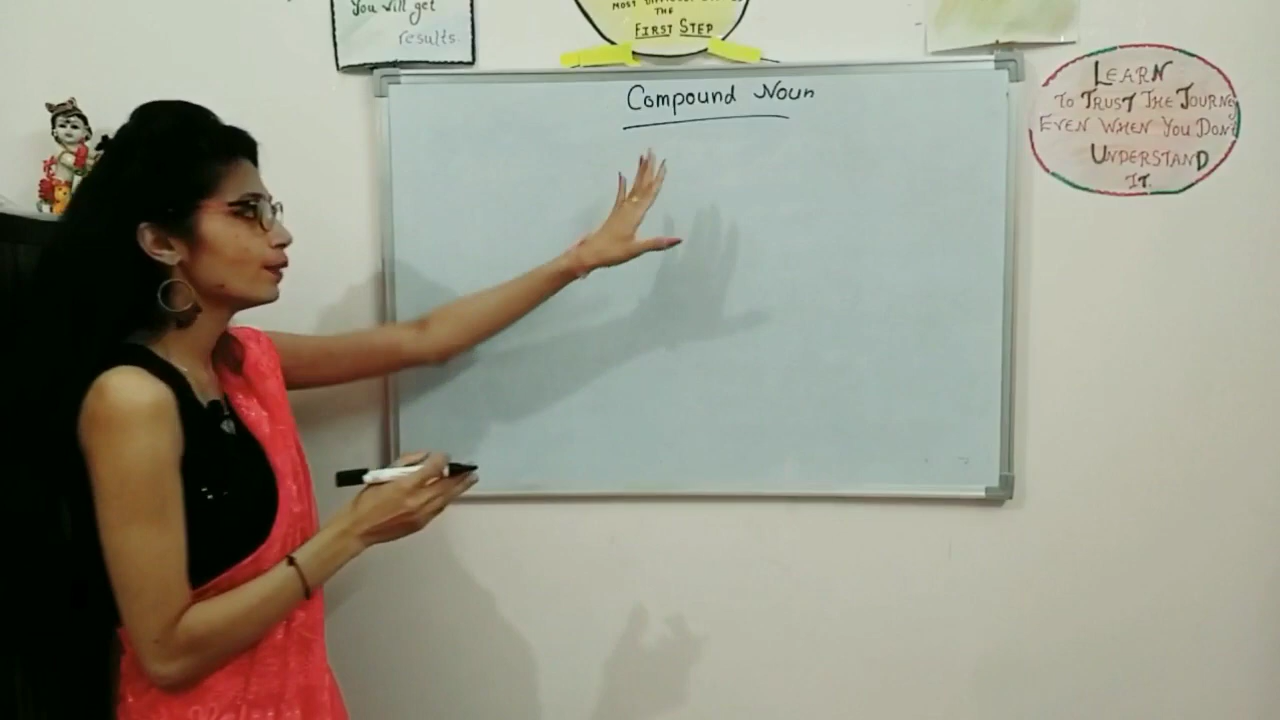 You will get
results.
THE
FIRST STEP
Compound Noun
LEARN
TO TRUST THE JOURNEY
EVEN WHEN YOU DON'T
UNDERSTAND
IT.